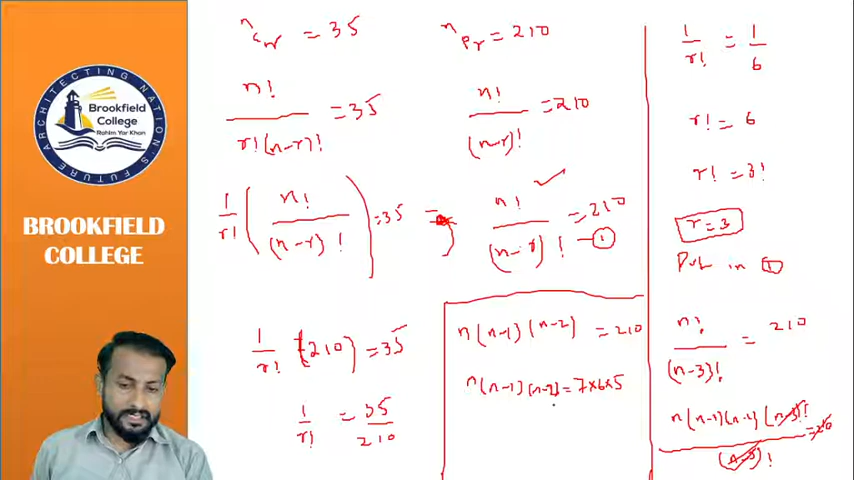 ARCHITECTING NATION'S FUTURE
Brookfield
College
Rahim Yar Khan
BROOKFIELD
COLLEGE
ⁿCᵣ = 35
n! / r!(n-r)! = 35
1/r! ( n! / (n-r)! ) = 35
1/r! (210) = 35
1/r! = 35/210
ⁿPᵣ = 210
n! / (n-r)! = 210
n! / (n-r)! = 210 — ①
n(n-1)(n-2) = 210
n(n-1)(n-2) = 7×6×5
1/r! = 1/6
r! = 6
r! = 3!
r = 3
Put in ①
n! / (n-3)! = 210
n(n-1)(n-2)(n-3)! / (n-3)! = 210